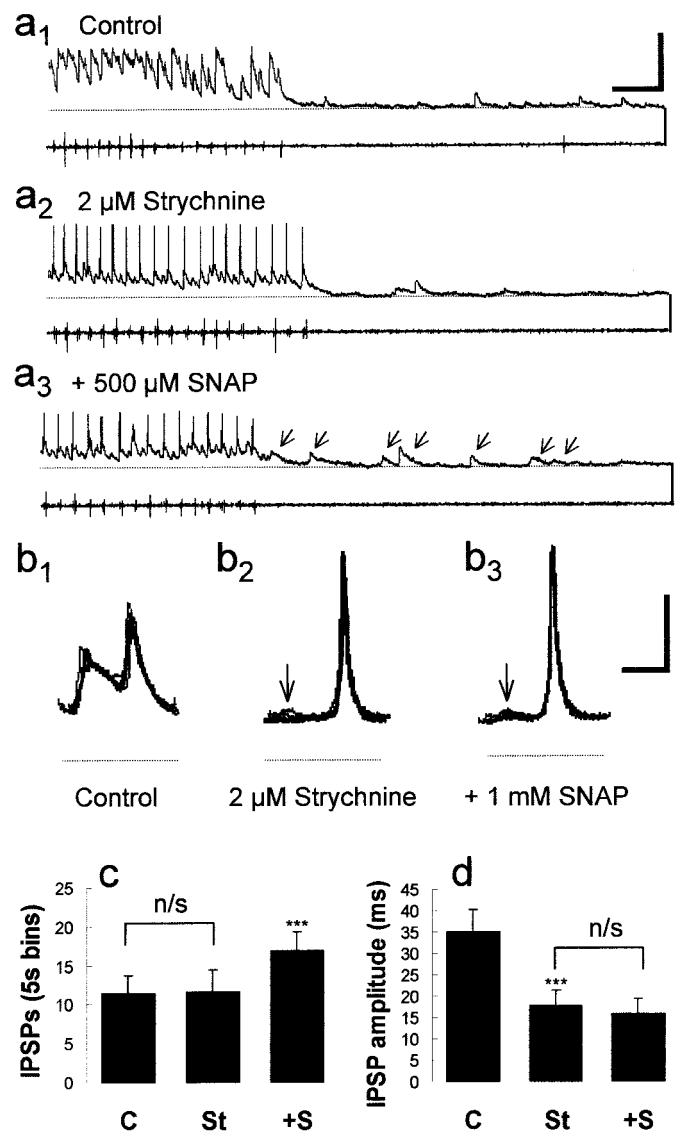 a1 Control
a2 2 µM Strychnine
a3 + 500 µM SNAP
b1 b2 b3
Control 2 µM Strychnine + 1 mM SNAP
c
IPSPs (5s bins)
25
20
15
10
5
0
n/s
***
C St +S
d
IPSP amplitude (ms)
45
40
35
30
25
20
15
10
5
0
n/s
***
C St +S